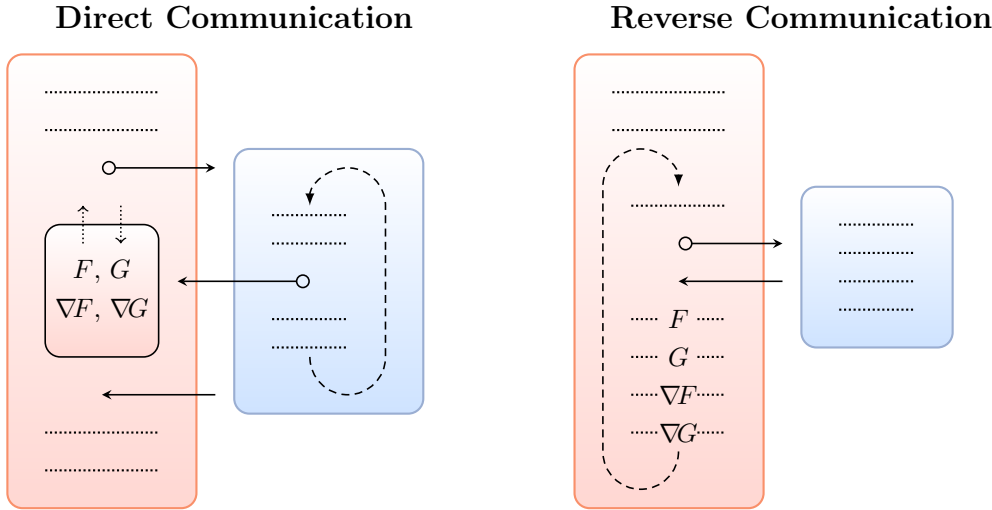 Direct Communication
Reverse Communication
F, G
∇F, ∇G
F
G
∇F
∇G